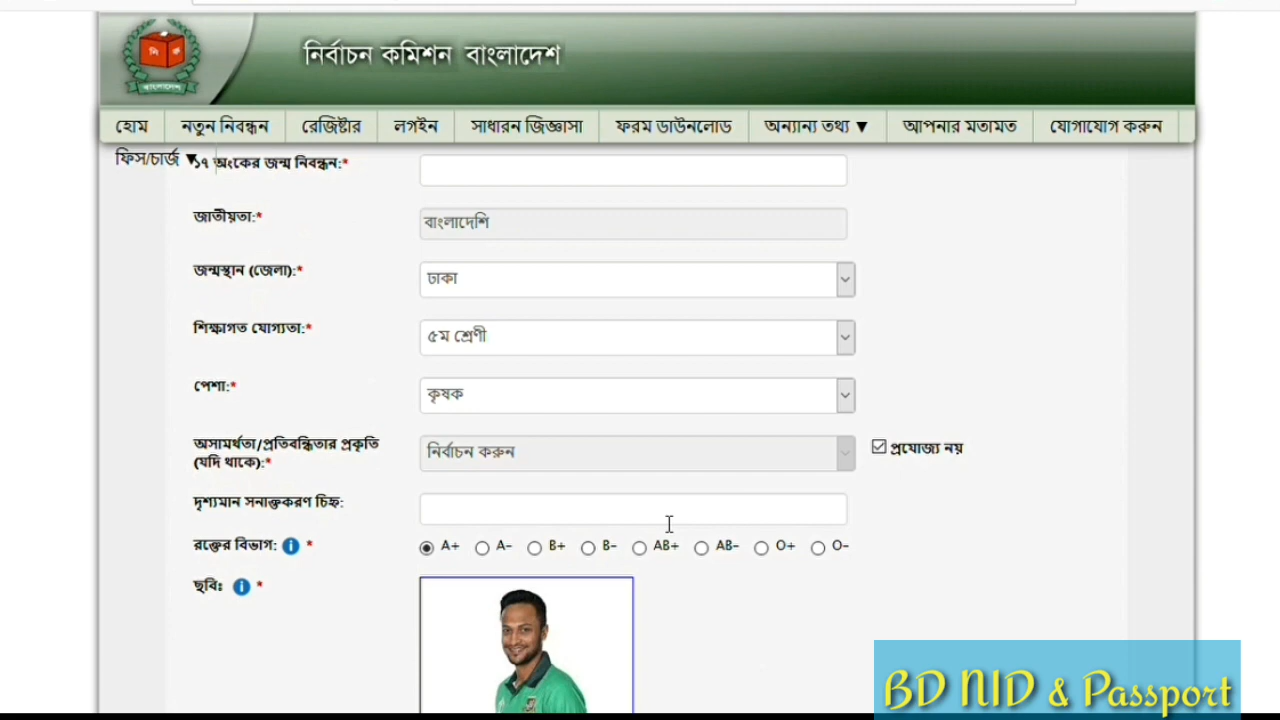 নির্বাচন কমিশন বাংলাদেশ
বাংলাদেশ
হোম নতুন নিবন্ধন রেজিষ্টার লগইন সাধারন জিজ্ঞাসা ফরম ডাউনলোড অন্যান্য তথ্য ▼ আপনার মতামত যোগাযোগ করুন
ফিস/চার্জ ▼
১৭ অংকের জন্ম নিবন্ধন:*
জাতীয়তা:* বাংলাদেশি
জন্মস্থান (জেলা):* ঢাকা
শিক্ষাগত যোগ্যতা:* ৫ম শ্রেণী
পেশা:* কৃষক
অসামর্থতা/প্রতিবন্ধিতার প্রকৃতি
(যদি থাকে):* নির্বাচন করুন প্রযোজ্য নয়
দৃশ্যমান সনাক্তকরণ চিহ্ন:
রক্তের বিভাগ: * A+ A- B+ B- AB+ AB- O+ O-
ছবিঃ *
BD NID & Passport